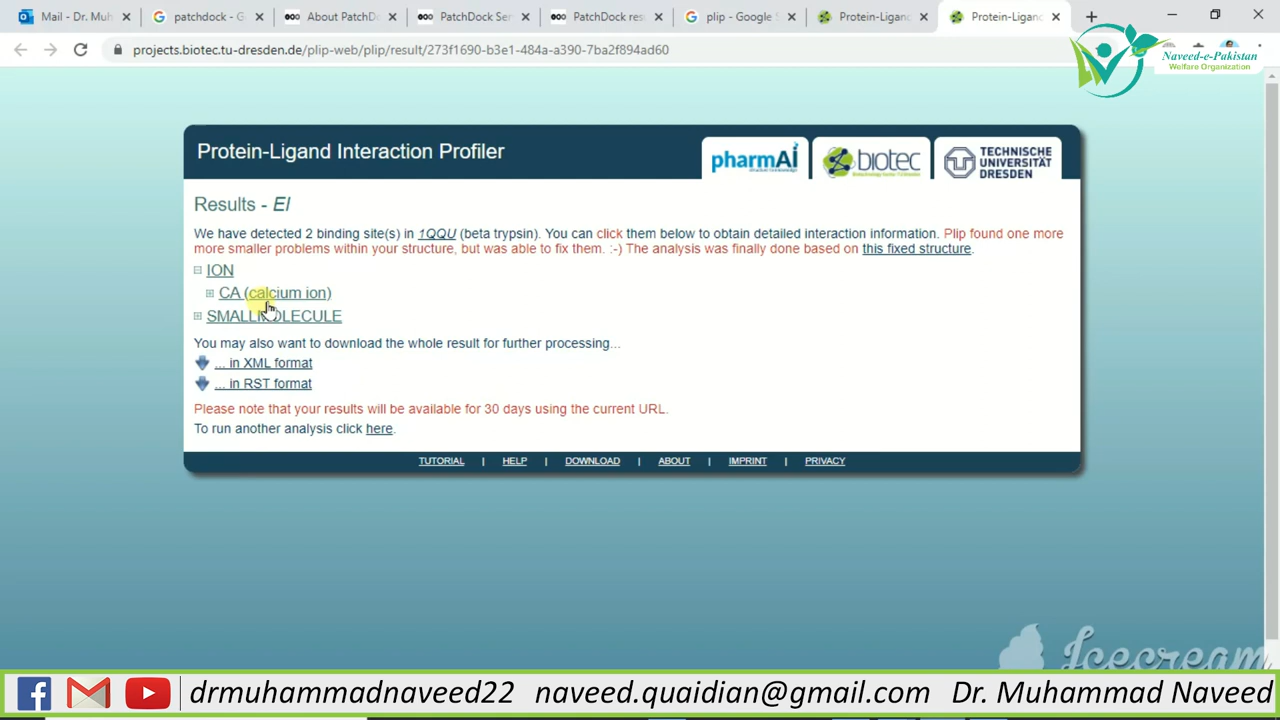 Mail - Dr. Muh
patchdock - G
About PatchDo
PatchDock Ser
PatchDock res
plip - Google S
Protein-Ligand
Protein-Ligand
projects.biotec.tu-dresden.de/plip-web/plip/result/273f1690-b3e1-484a-a390-7ba2f894ad60
Naveed-e-Pakistan
Welfare Organization
Protein-Ligand Interaction Profiler
pharmAI
biotec
TECHNISCHE
UNIVERSITÄT
DRESDEN
Results - EI
We have detected 2 binding site(s) in 1QQU (beta trypsin). You can click them below to obtain detailed interaction information. Plip found one more
more smaller problems within your structure, but was able to fix them. :-) The analysis was finally done based on this fixed structure.
ION
CA (calcium ion)
SMALLMOLECULE
You may also want to download the whole result for further processing...
... in XML format
... in RST format
Please note that your results will be available for 30 days using the current URL.
To run another analysis click here.
TUTORIAL | HELP | DOWNLOAD | ABOUT | IMPRINT | PRIVACY
Icecream
drmuhammadnaveed22 naveed.quaidian@gmail.com Dr. Muhammad Naveed